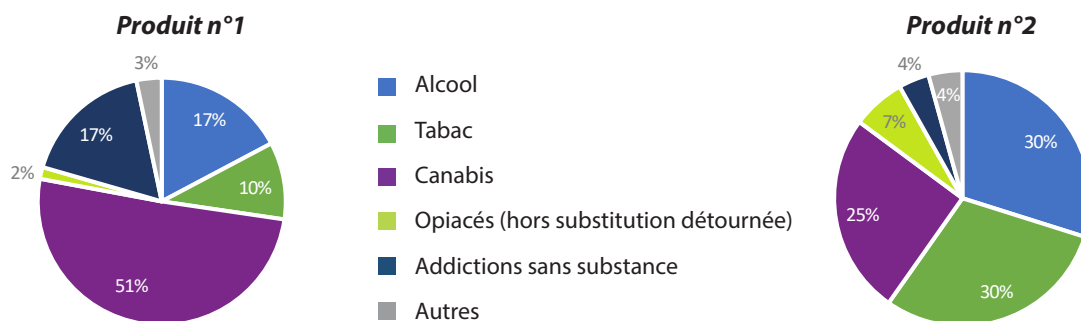 Produit n°1
3%
17%
17%
10%
2%
51%
Alcool
Tabac
Canabis
Opiacés (hors substitution détournée)
Addictions sans substance
Autres
Produit n°2
4%
4%
7%
30%
25%
30%